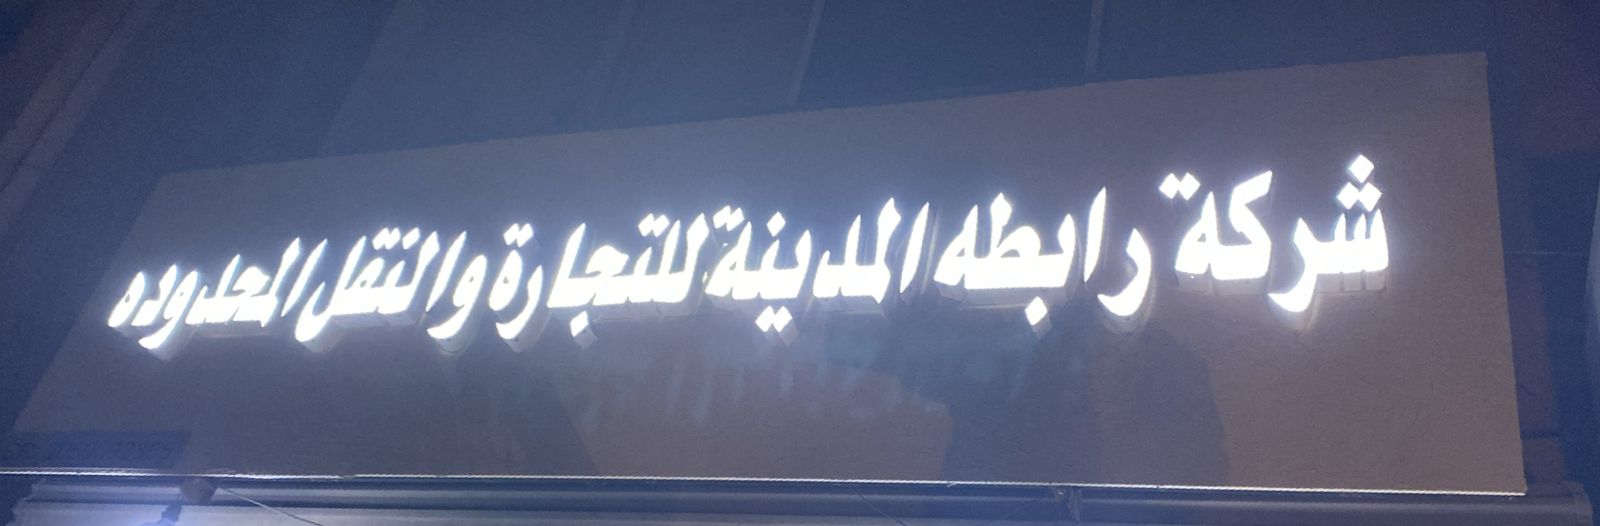 شركة رابطه المدينة للتجارة والنقل المحدوده